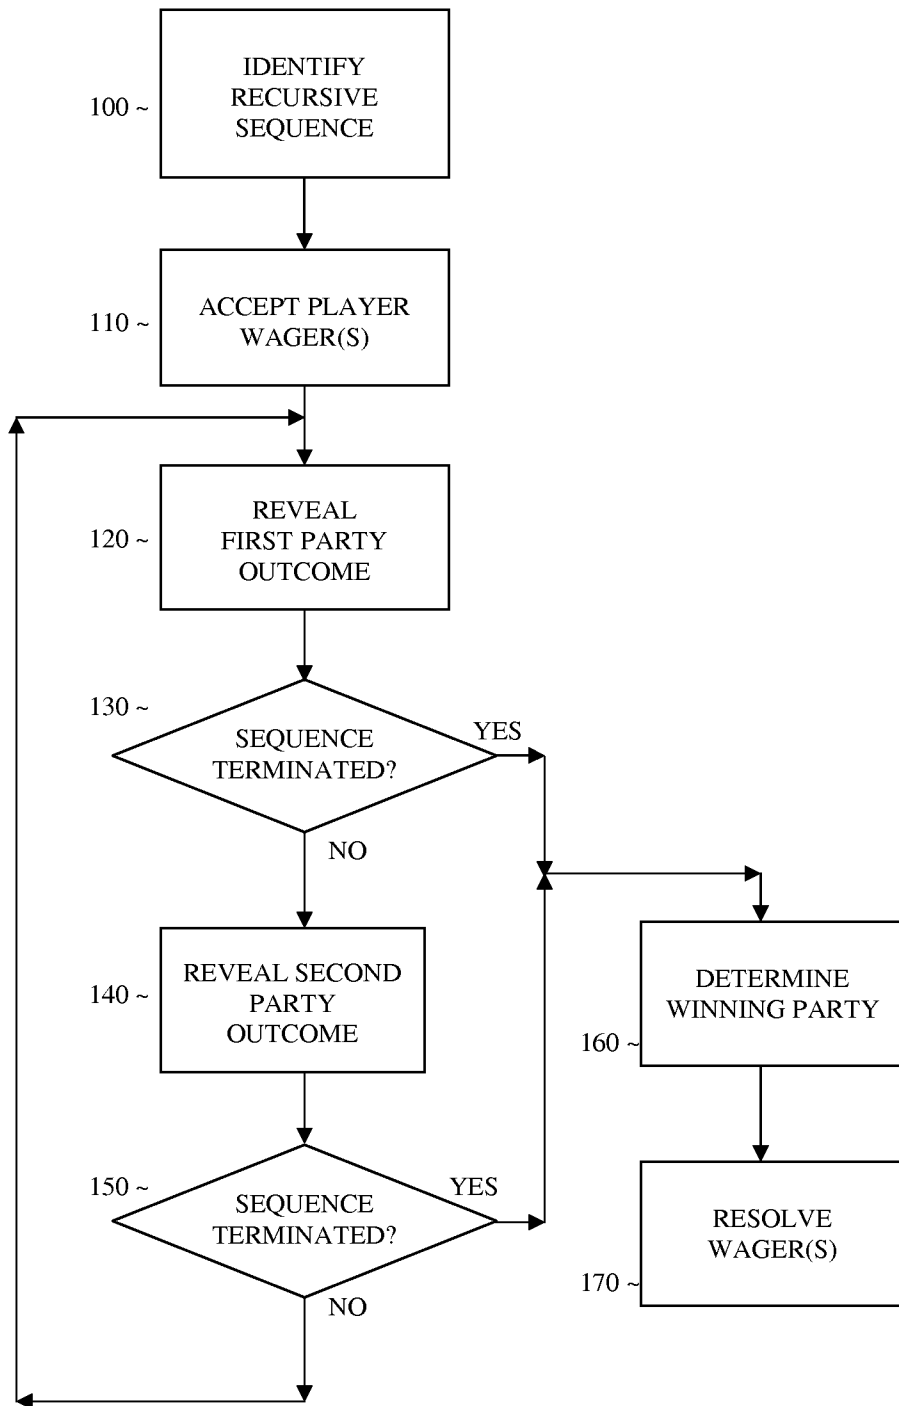 IDENTIFY
RECURSIVE
SEQUENCE
100 ~
ACCEPT PLAYER
WAGER(S)
110 ~
REVEAL
FIRST PARTY
OUTCOME
120 ~
130 ~
SEQUENCE
TERMINATED?
YES
NO
REVEAL SECOND
PARTY
OUTCOME
140 ~
DETERMINE
WINNING PARTY
160 ~
150 ~
SEQUENCE
TERMINATED?
YES
NO
RESOLVE
WAGER(S)
170 ~